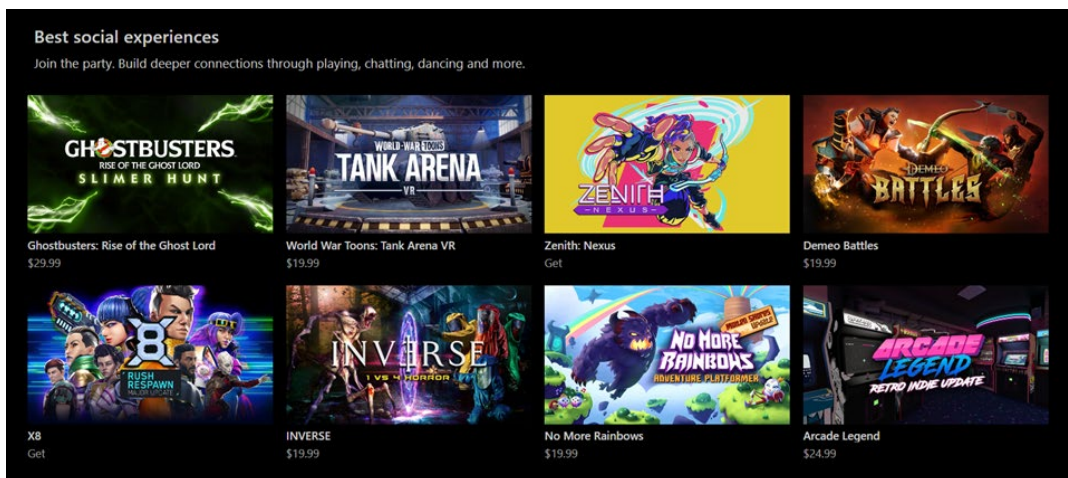 Best social experiences
Join the party. Build deeper connections through playing, chatting, dancing and more.
GHOSTBUSTERS
RISE OF THE GHOST LORD
SLIMER HUNT
Ghostbusters: Rise of the Ghost Lord
$29.99
WORLD WAR TOONS
TANK ARENA
VR
World War Toons: Tank Arena VR
$19.99
ZENITH
NEXUS
Zenith: Nexus
Get
DEMEO
BATTLES
Demeo Battles
$19.99
8
RUSH
RESPAWN
MAJOR UPDATE
X8
Get
INVERSE
1 VS 4 HORROR
INVERSE
$19.99
NO MORE
RAINBOWS
ADVENTURE PLATFORMER
No More Rainbows
$19.99
ARCADE
LEGEND
RETRO INDIE UPDATE
Arcade Legend
$24.99